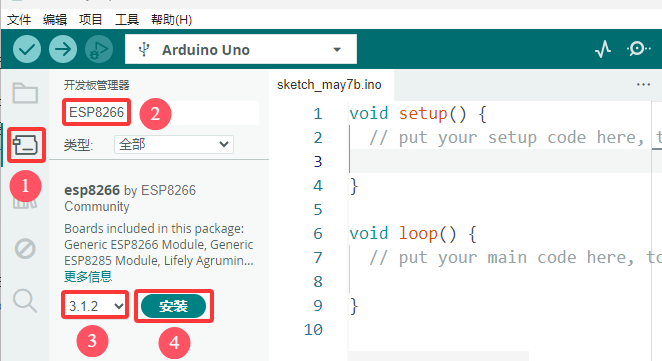 文件 编辑 项目 工具 帮助(H)
Arduino Uno
开发板管理器
ESP8266
2
类型: 全部
1
esp8266 by ESP8266
Community
Boards included in this package:
Generic ESP8266 Module, Generic
ESP8285 Module, Lifely Agrumin...
更多信息
3.1.2 安装
3 4
sketch_may7b.ino
1 void setup() {
2 // put your setup code here, t
3
4 }
5
6 void loop() {
7 // put your main code here, to
8
9 }
10